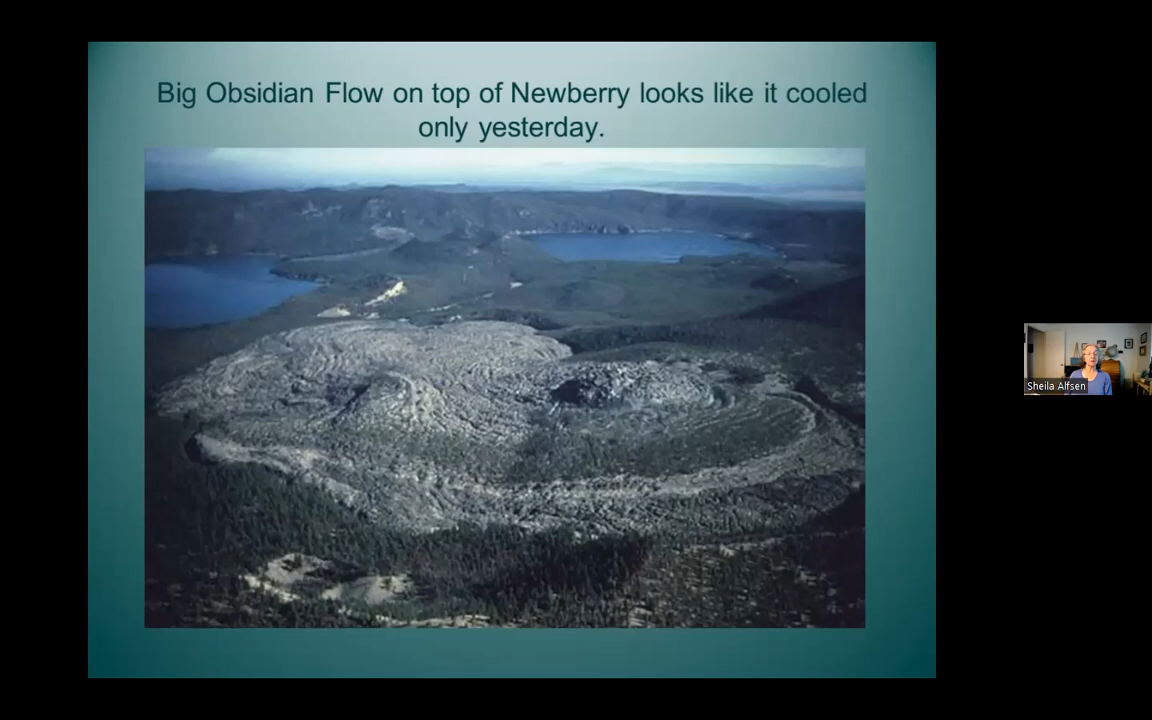 Big Obsidian Flow on top of Newberry looks like it cooled
only yesterday.
Sheila Alfsen